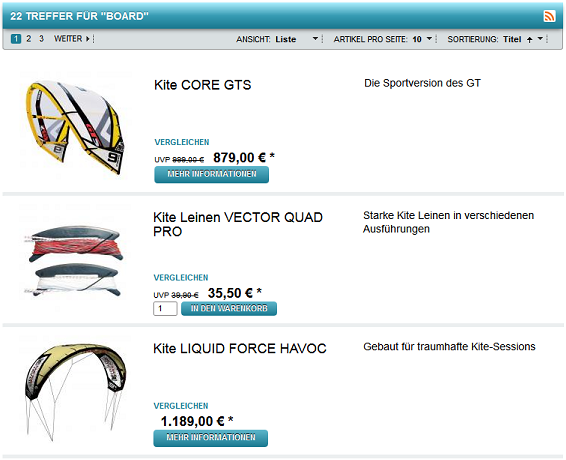 22 TREFFER FÜR "BOARD"
1 2 3 WEITER ANSICHT: Liste ARTIKEL PRO SEITE: 10 SORTIERUNG: Titel
Kite CORE GTS
Die Sportversion des GT
VERGLEICHEN
UVP 999,00 € 879,00 € *
MEHR INFORMATIONEN
Kite Leinen VECTOR QUAD
PRO
Starke Kite Leinen in verschiedenen
Ausführungen
VERGLEICHEN
UVP 39,90 € 35,50 € *
1 IN DEN WARENKORB
Kite LIQUID FORCE HAVOC
Gebaut für traumhafte Kite-Sessions
VERGLEICHEN
1.189,00 € *
MEHR INFORMATIONEN